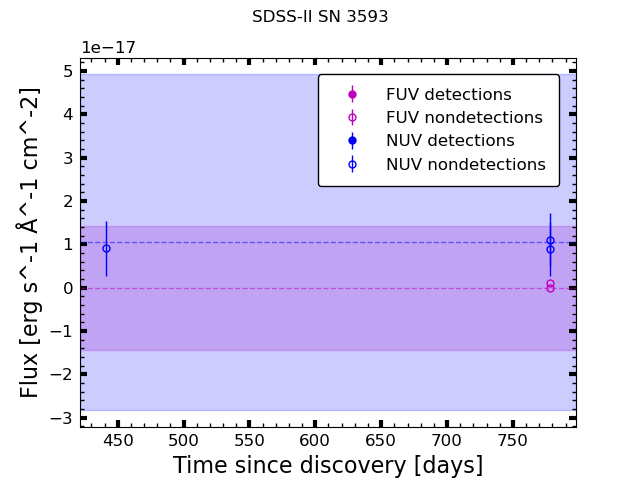 SDSS-II SN 3593
1e−17
FUV detections
FUV nondetections
NUV detections
NUV nondetections
5
4
3
2
1
0
−1
−2
−3
Flux [erg s^-1 Å^-1 cm^-2]
450 500 550 600 650 700 750
Time since discovery [days]